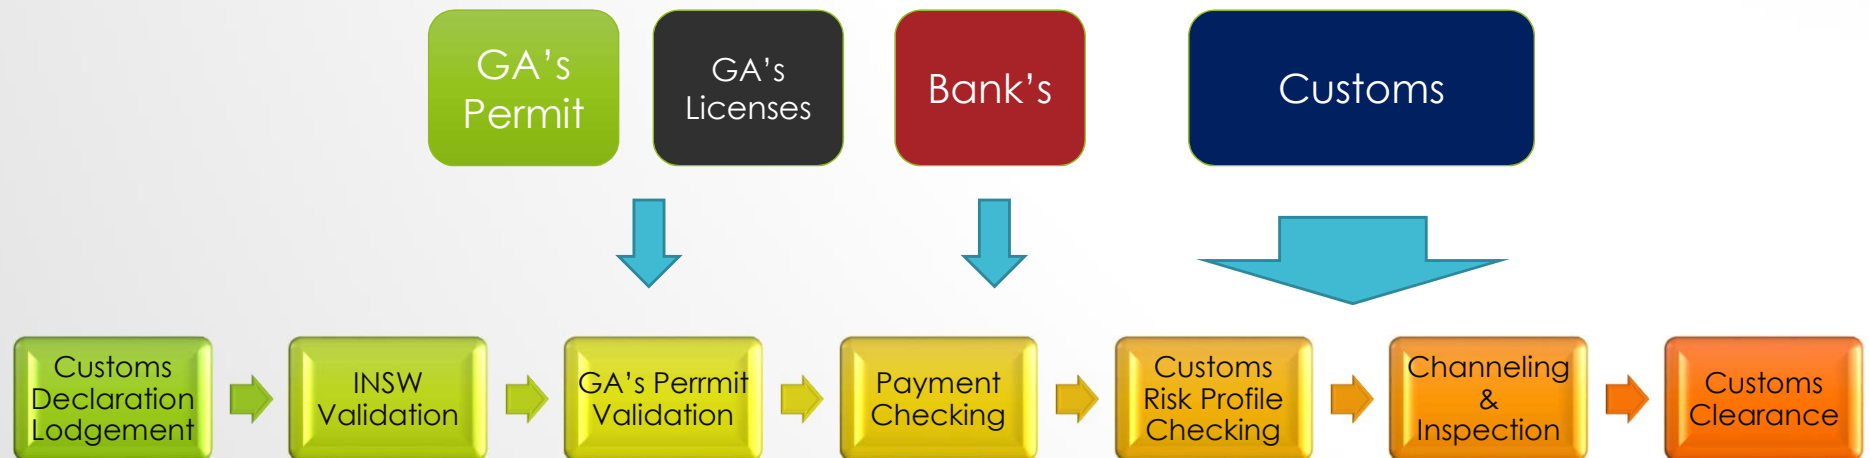 GA's
Permit
GA's
Licenses
Bank's
Customs
Customs
Declaration
Lodgement
INSW
Validation
GA's Perrmit
Validation
Payment
Checking
Customs
Risk Profile
Checking
Channeling
&
Inspection
Customs
Clearance